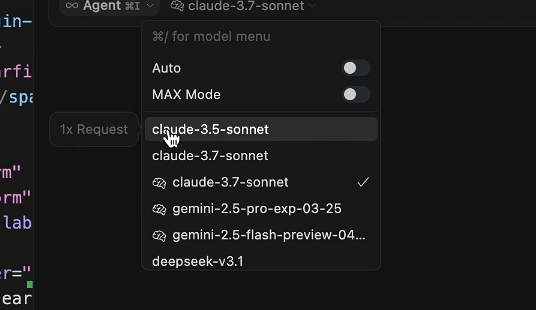 in-
Agent ⌘I
claude-3.7-sonnet
⌘/ for model menu
Auto
arfi
MAX Mode
/spa
1x Request
claude-3.5-sonnet
claude-3.7-sonnet
rm"
claude-3.7-sonnet
orm"
gemini-2.5-pro-exp-03-25
lab
gemini-2.5-flash-preview-04...
r="
deepseek-v3.1
ear